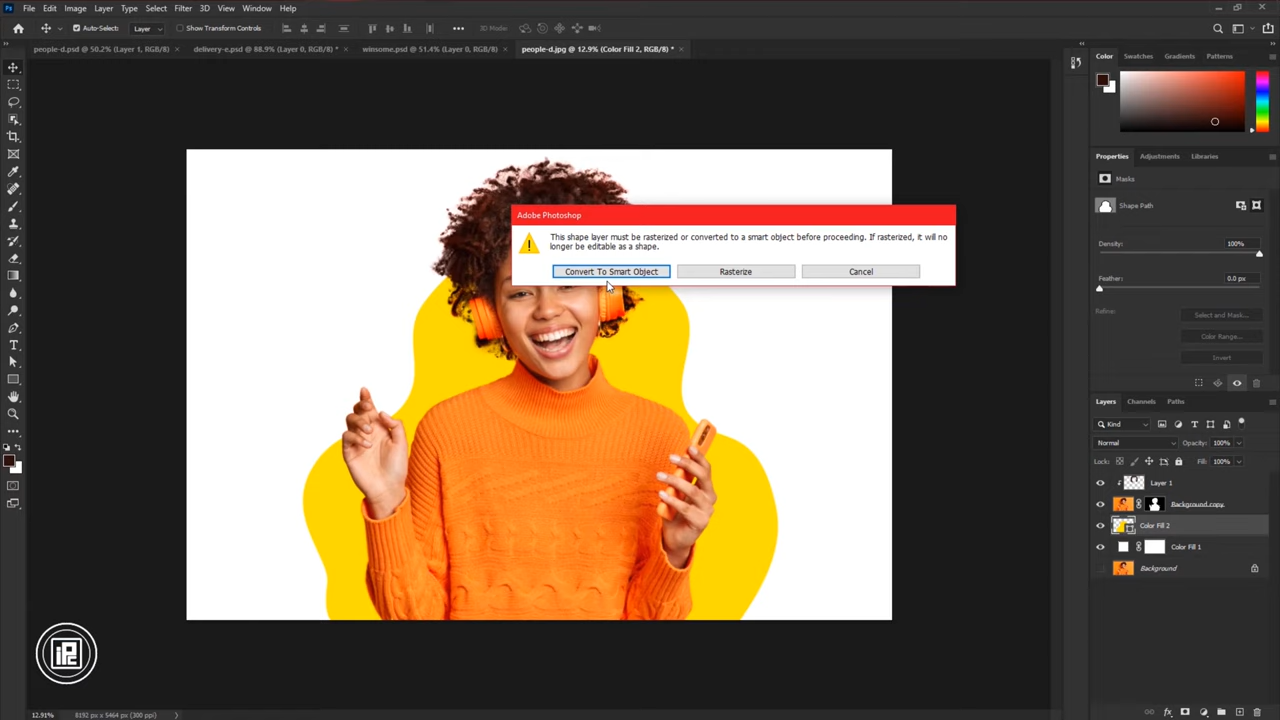 Ps File Edit Image Layer Type Select Filter 3D View Window Help
Auto-Select: Layer Show Transform Controls 3D Mode:
people-d.psd @ 50.2% (Layer 1, RGB/8) × delivery-e.psd @ 88.9% (Layer 0, RGB/8) * × winsome.psd @ 51.4% (Layer 0, RGB/8) × people-d.jpg @ 12.9% (Color Fill 2, RGB/8) * ×
Color Swatches Gradients Patterns
Adobe Photoshop
This shape layer must be rasterized or converted to a smart object before proceeding. If rasterized, it will no
longer be editable as a shape.
Convert To Smart Object Rasterize Cancel
Properties Adjustments Libraries
Masks
Shape Path
Density: 100%
Feather: 0.0 px
Refine:
Select and Mask...
Color Range...
Invert
Layers Channels Paths
Kind
Normal Opacity: 100%
Lock: Fill: 100%
Layer 1
Background copy
Color Fill 2
Color Fill 1
Background
iPc
12.91% 8192 px x 5464 px (300 ppi)